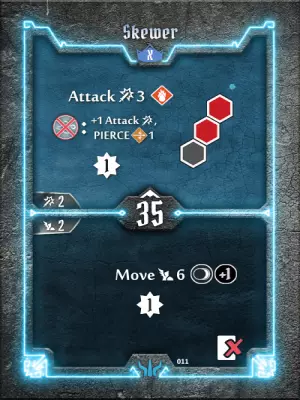 Skewer
X
Attack 3
+1 Attack,
PIERCE 1
1
2
35
2
Move 6 +1
1
011